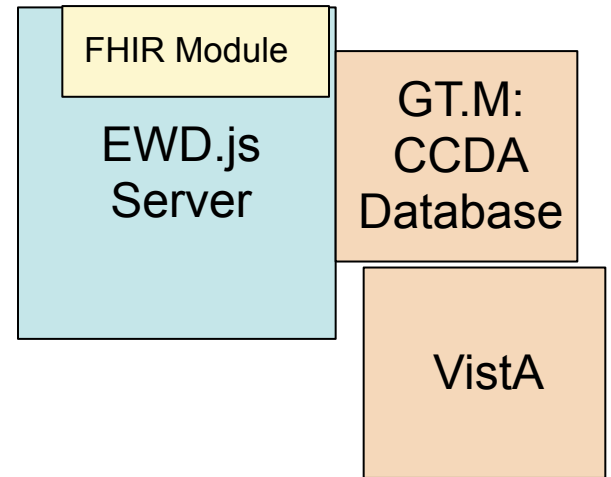 FHIR Module
EWD.js
Server
GT.M:
CCDA
Database
VistA